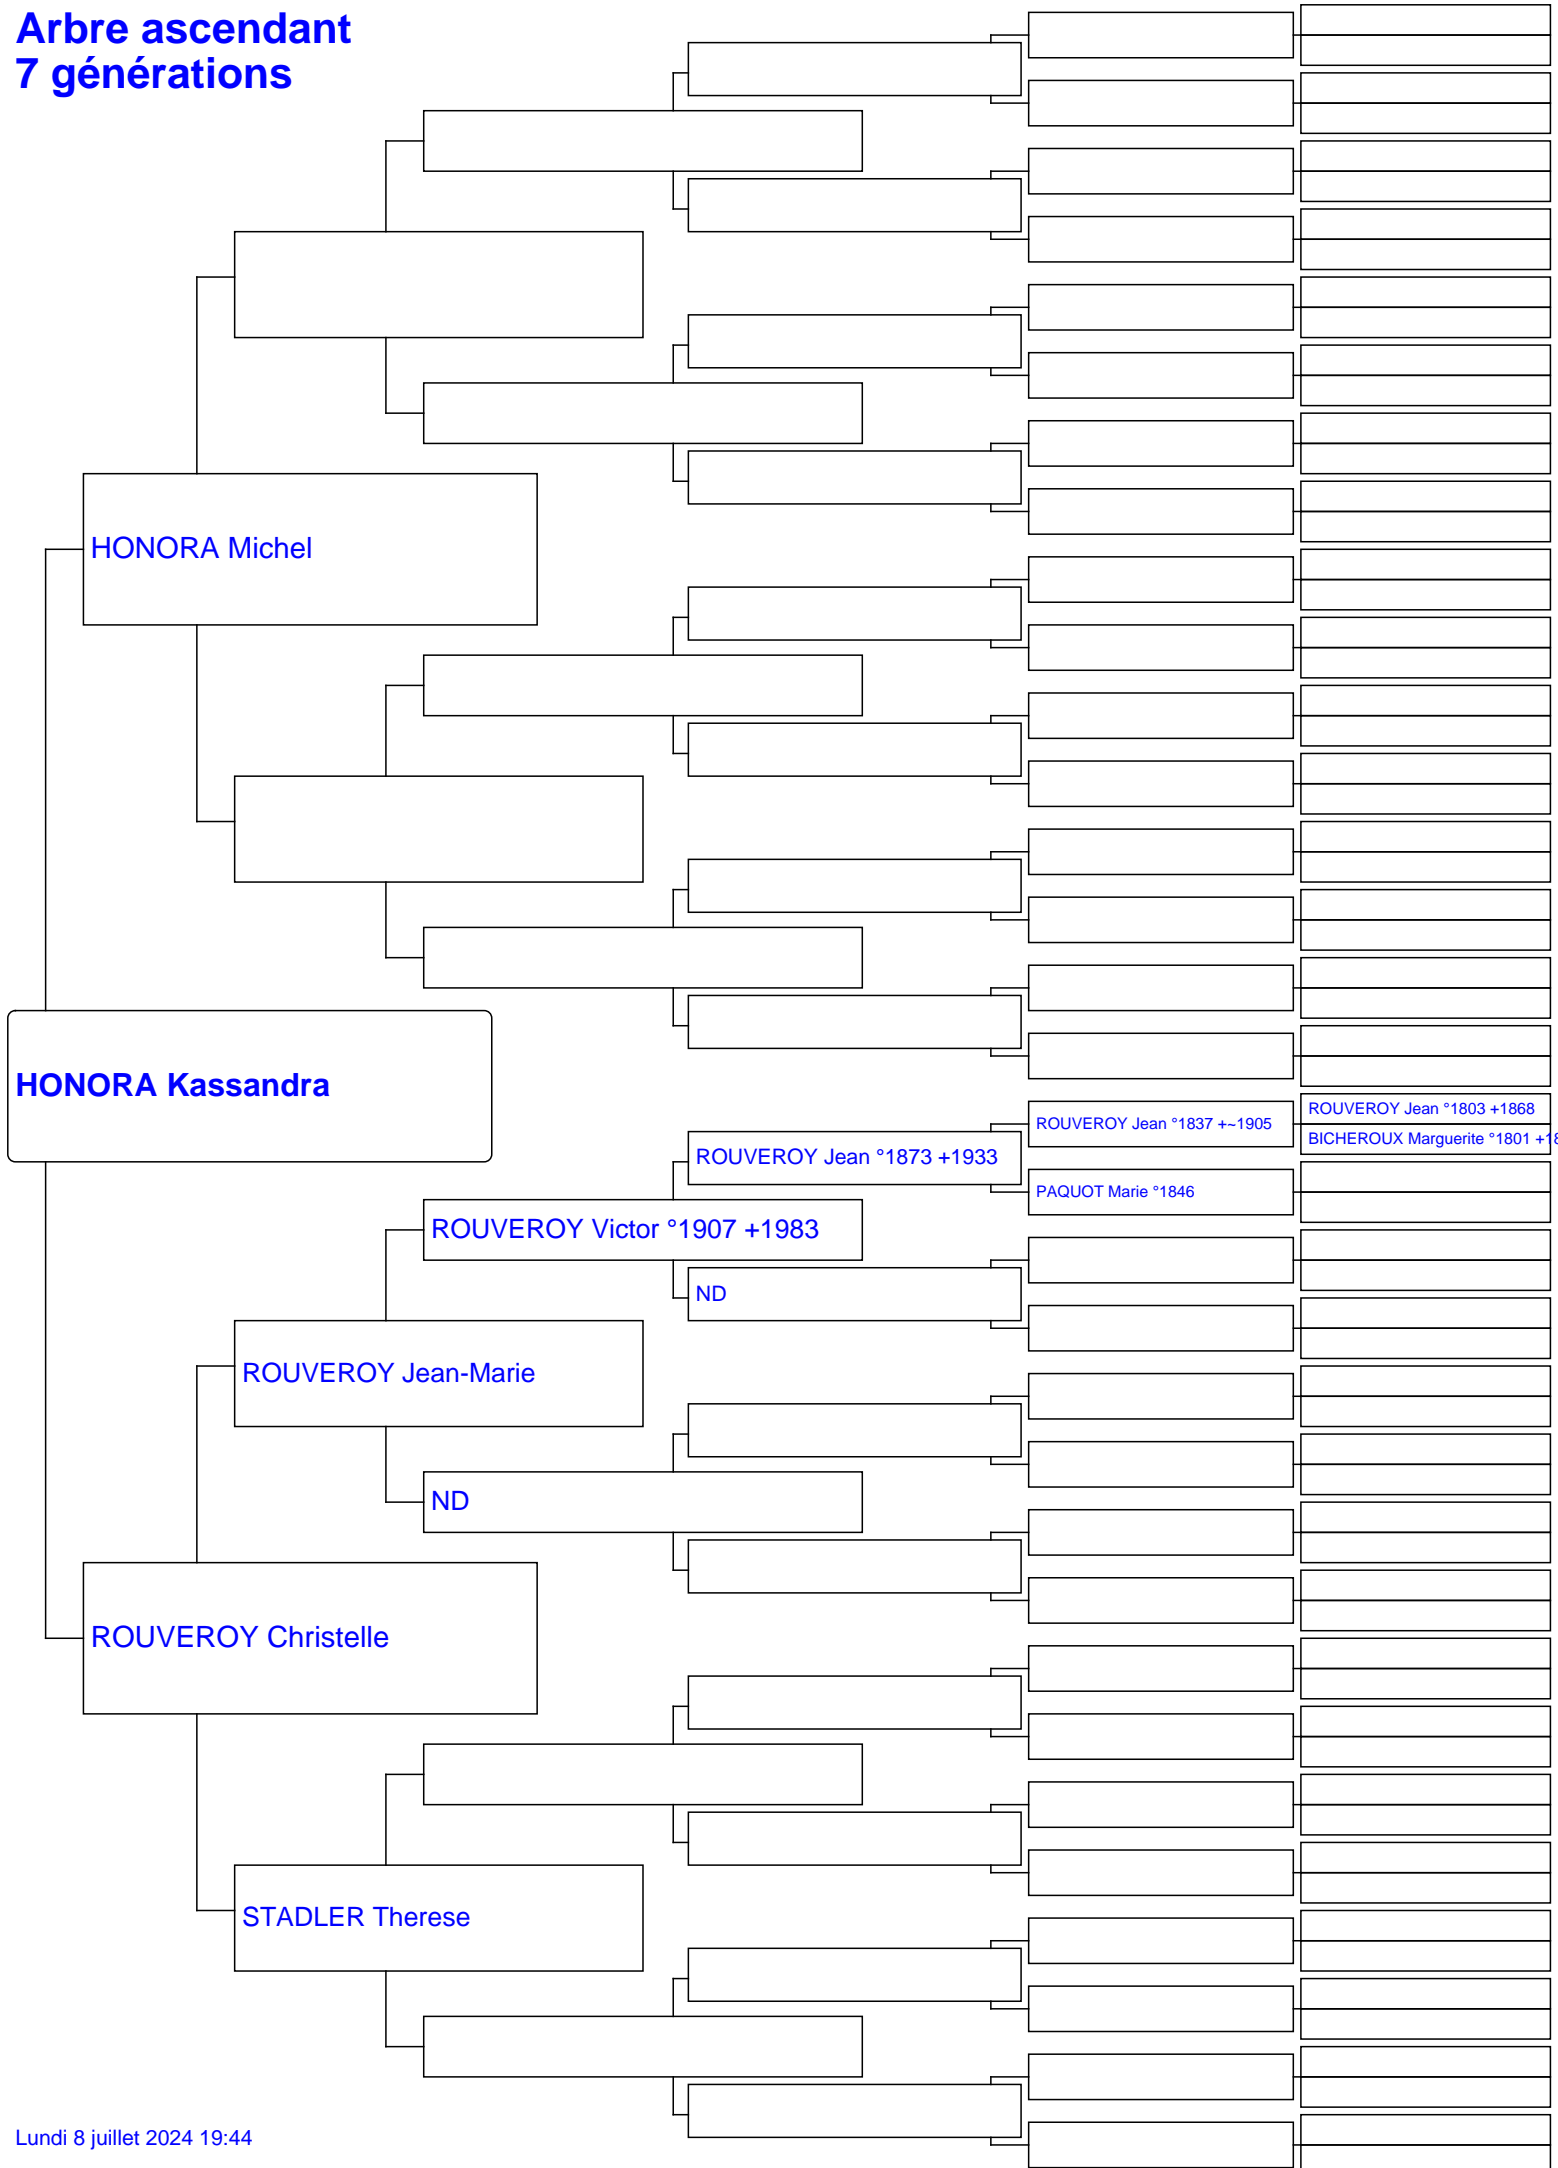 Arbre ascendant
7 générations
HONORA Michel
HONORA Kassandra
ROUVEROY Jean °1803 +1868
ROUVEROY Jean °1837 +~1905
BICHEROUX Marguerite °1801
ROUVEROY Jean °1873 +1933
PAQUOT Marie °1846
ROUVEROY Victor °1907 +1983
ND
ROUVEROY Jean-Marie
ND
ROUVEROY Christelle
STADLER Therese
Lundi 8 juillet 2024 19:44